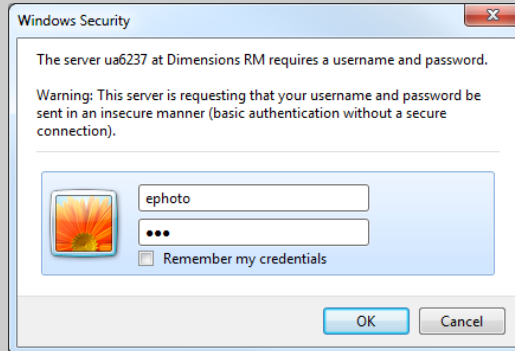 Windows Security
The server ua6237 at Dimensions RM requires a username and password.
Warning: This server is requesting that your username and password be
sent in an insecure manner (basic authentication without a secure
connection).
ephoto
●●●
Remember my credentials
OK Cancel